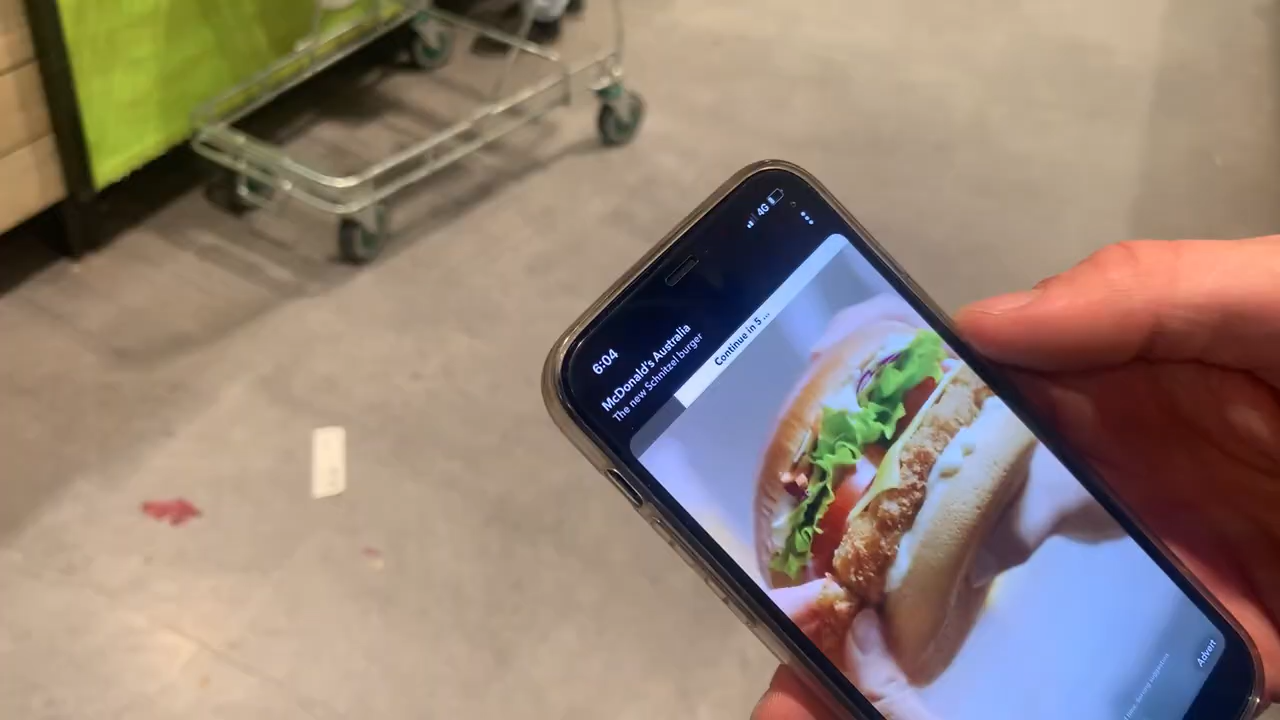 4G
6:04
McDonald's Australia
The new Schnitzel burger
Continue in 5 ...
Advert